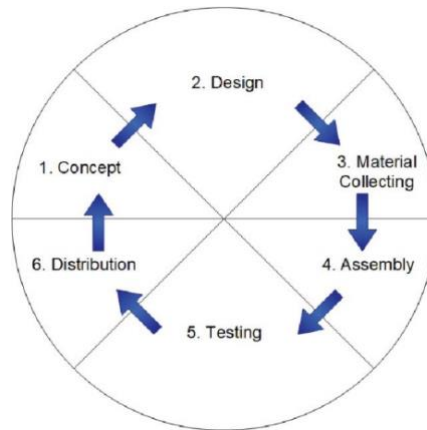 1. Concept
2. Design
3. Material
Collecting
4. Assembly
5. Testing
6. Distribution